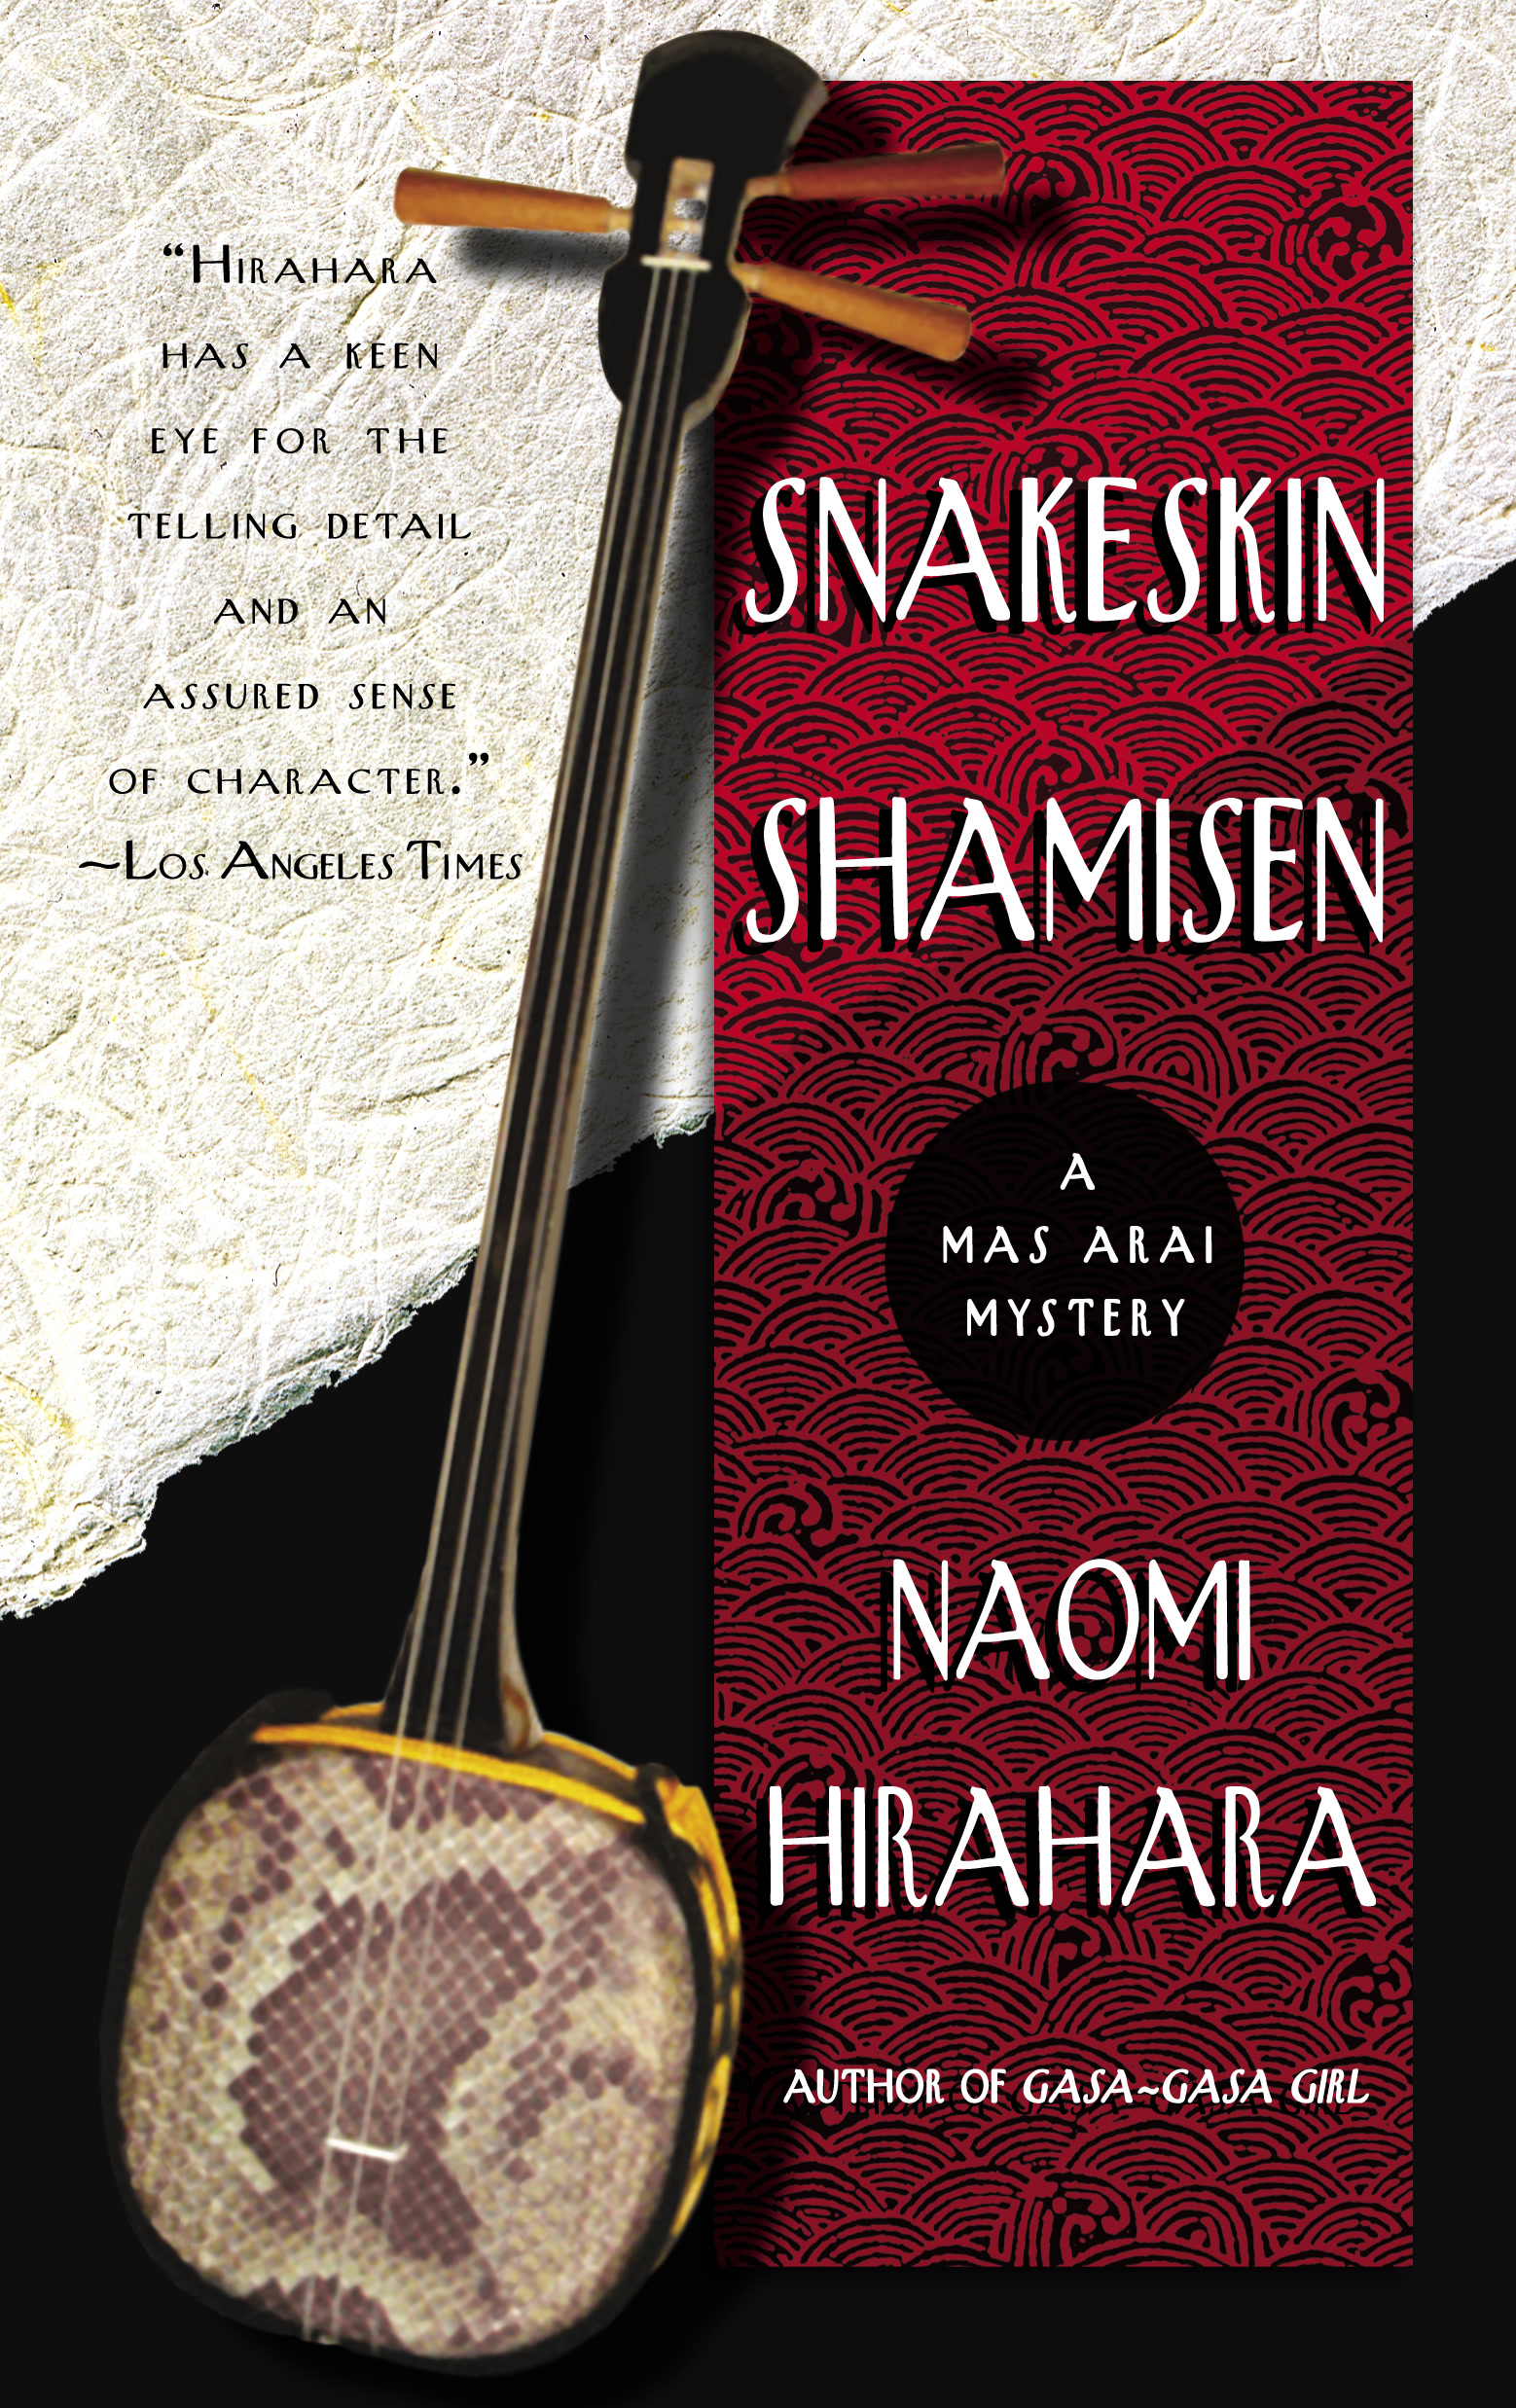 “HIRAHARA
HAS A KEEN
EYE FOR THE
TELLING DETAIL
AND AN
ASSURED SENSE
OF CHARACTER.”
~LOS ANGELES TIMES
SNAKESKIN
SHAMISEN
A
MAS ARAI
MYSTERY
NAOMI
HIRAHARA
AUTHOR OF GASA~GASA GIRL